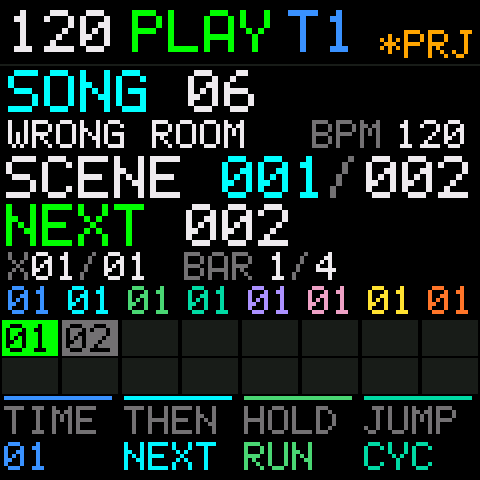 120 PLAY T1 *PRJ
SONG 06
WRONG ROOM BPM 120
SCENE 001/002
NEXT 002
X01/01 BAR 1/4
01 01 01 01 01 01 01 01
01 02
TIME THEN HOLD JUMP
01 NEXT RUN CYC